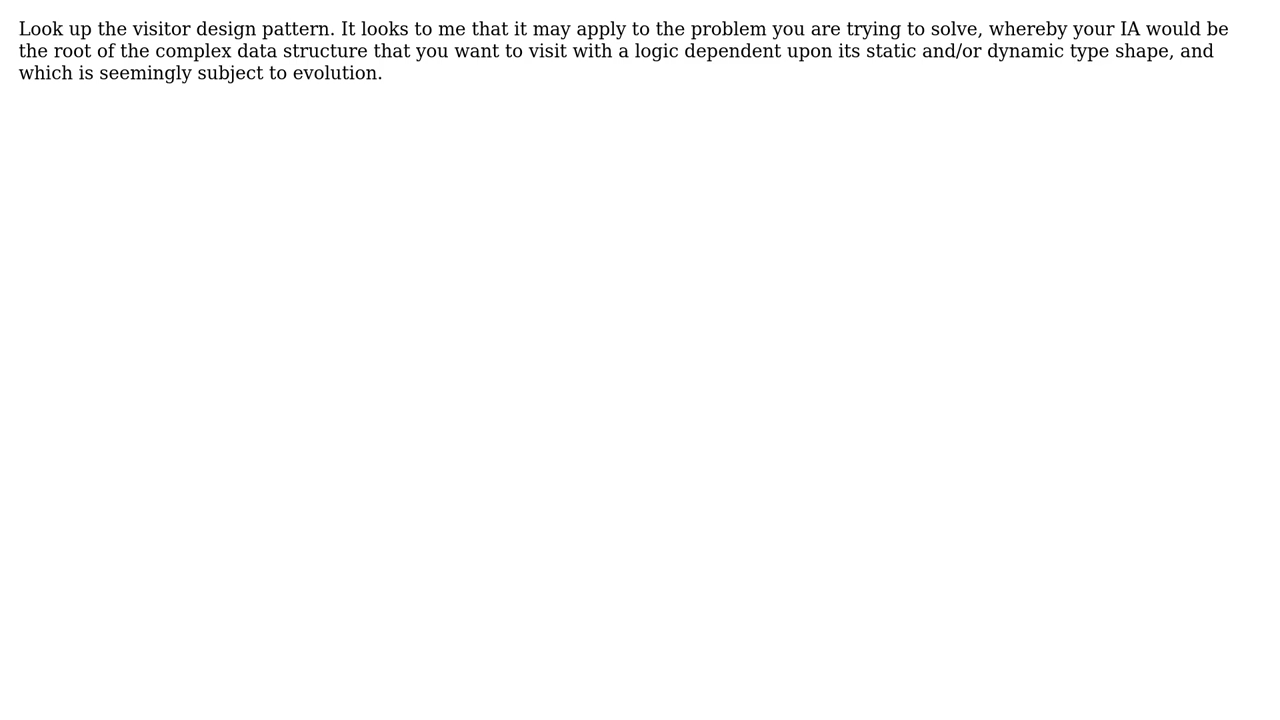 Look up the visitor design pattern. It looks to me that it may apply to the problem you are trying to solve, whereby your IA would be
the root of the complex data structure that you want to visit with a logic dependent upon its static and/or dynamic type shape, and
which is seemingly subject to evolution.